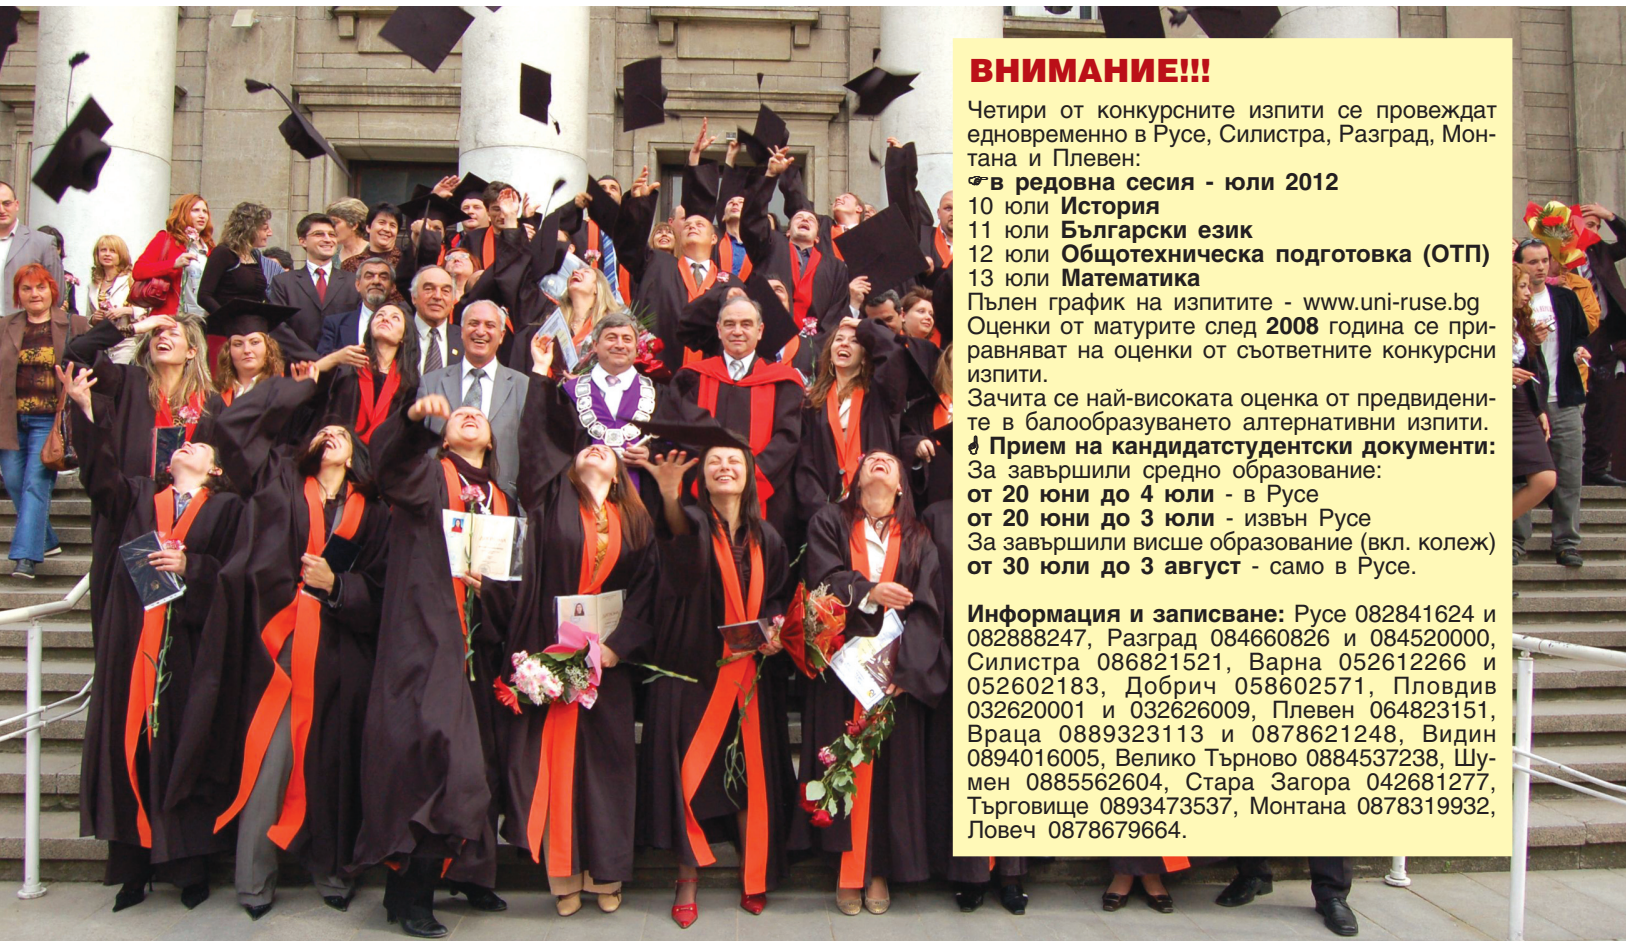 ВНИМАНИЕ!!!
Четири от конкурсните изпити се провеждат
едновременно в Русе, Силистра, Разград, Мон-
тана и Плевен:
☞в редовна сесия - юли 2012
10 юли История
11 юли Български език
12 юли Общотехническа подготовка (ОТП)
13 юли Математика
Пълен график на изпитите - www.uni-ruse.bg
Оценки от матурите след 2008 година се при-
равняват на оценки от съответните конкурсни
изпити.
Зачита се най-високата оценка от предвидени-
те в балообразуването алтернативни изпити.
Прием на кандидатстудентски документи:
За завършили средно образование:
от 20 юни до 4 юли - в Русе
от 20 юни до 3 юли - извън Русе
За завършили висше образование (вкл. колеж)
от 30 юли до 3 август - само в Русе.
Информация и записване: Русе 082841624 и
082888247, Разград 084660826 и 084520000,
Силистра 086821521, Варна 052612266 и
052602183, Добрич 058602571, Пловдив
032620001 и 032626009, Плевен 064823151,
Враца 0889323113 и 0878621248, Видин
0894016005, Велико Търново 0884537238, Шу-
мен 0885562604, Стара Загора 042681277,
Търговище 0893473537, Монтана 0878319932,
Ловеч 0878679664.